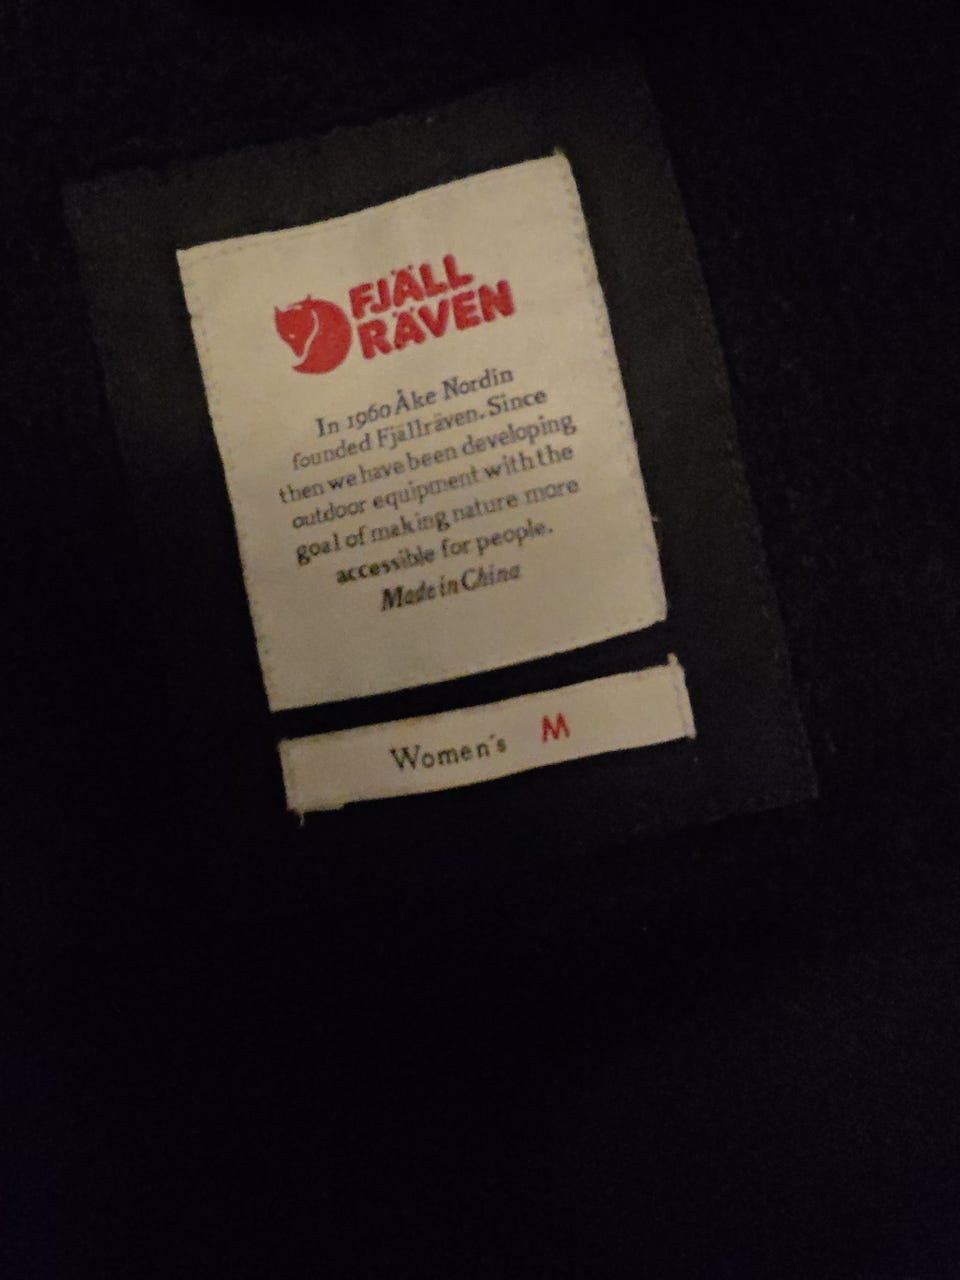 FJÄLL
RÄVEN
In 1960 Åke Nordin
founded Fjällräven. Since
then we have been developing
outdoor equipment with the
goal of making nature more
accessible for people.
Made in China
Women's M